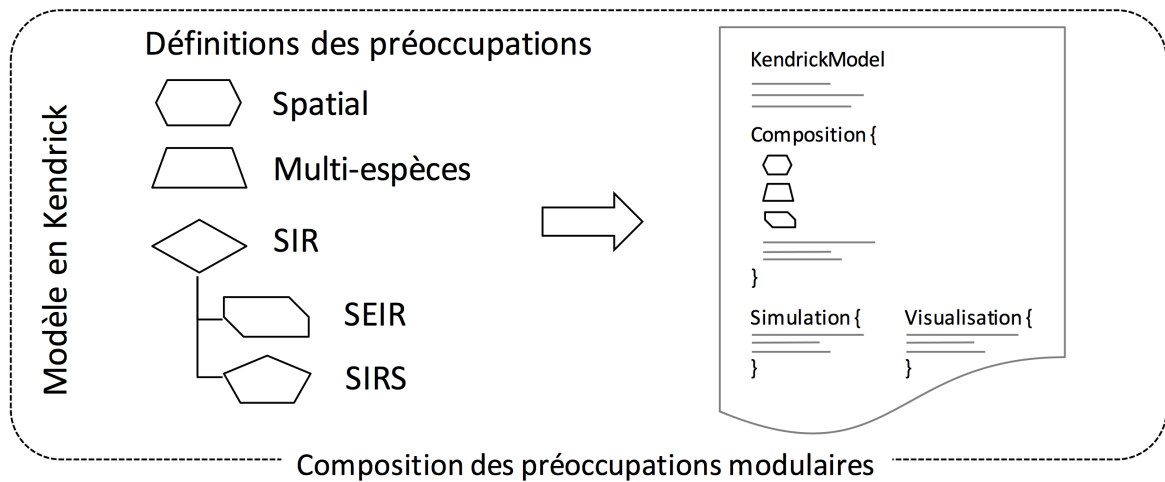 Modèle en Kendrick
Définitions des préoccupations
Spatial
Multi-espèces
SIR
SEIR
SIRS
KendrickModel
Composition {
}
Simulation {
}
Visualisation {
}
Composition des préoccupations modulaires